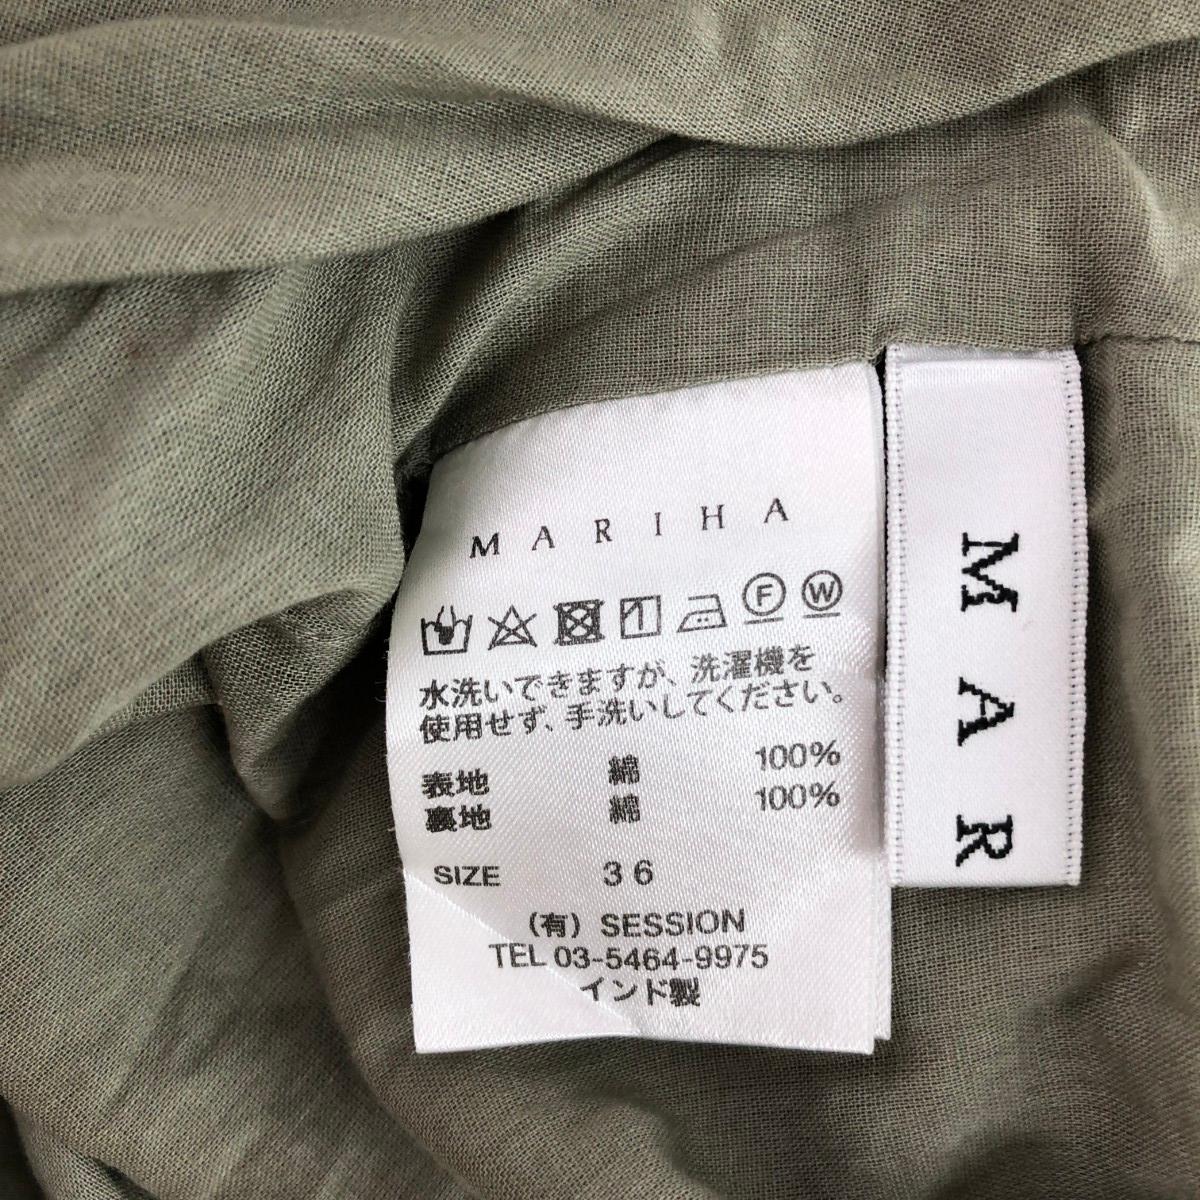 MARIHA
F W
水洗いできますが、洗濯機を
使用せず、手洗いしてください。
表地 綿 100%
裏地 綿 100%
SIZE 36
（有）SESSION
TEL 03-5464-9975
インド製
MAR